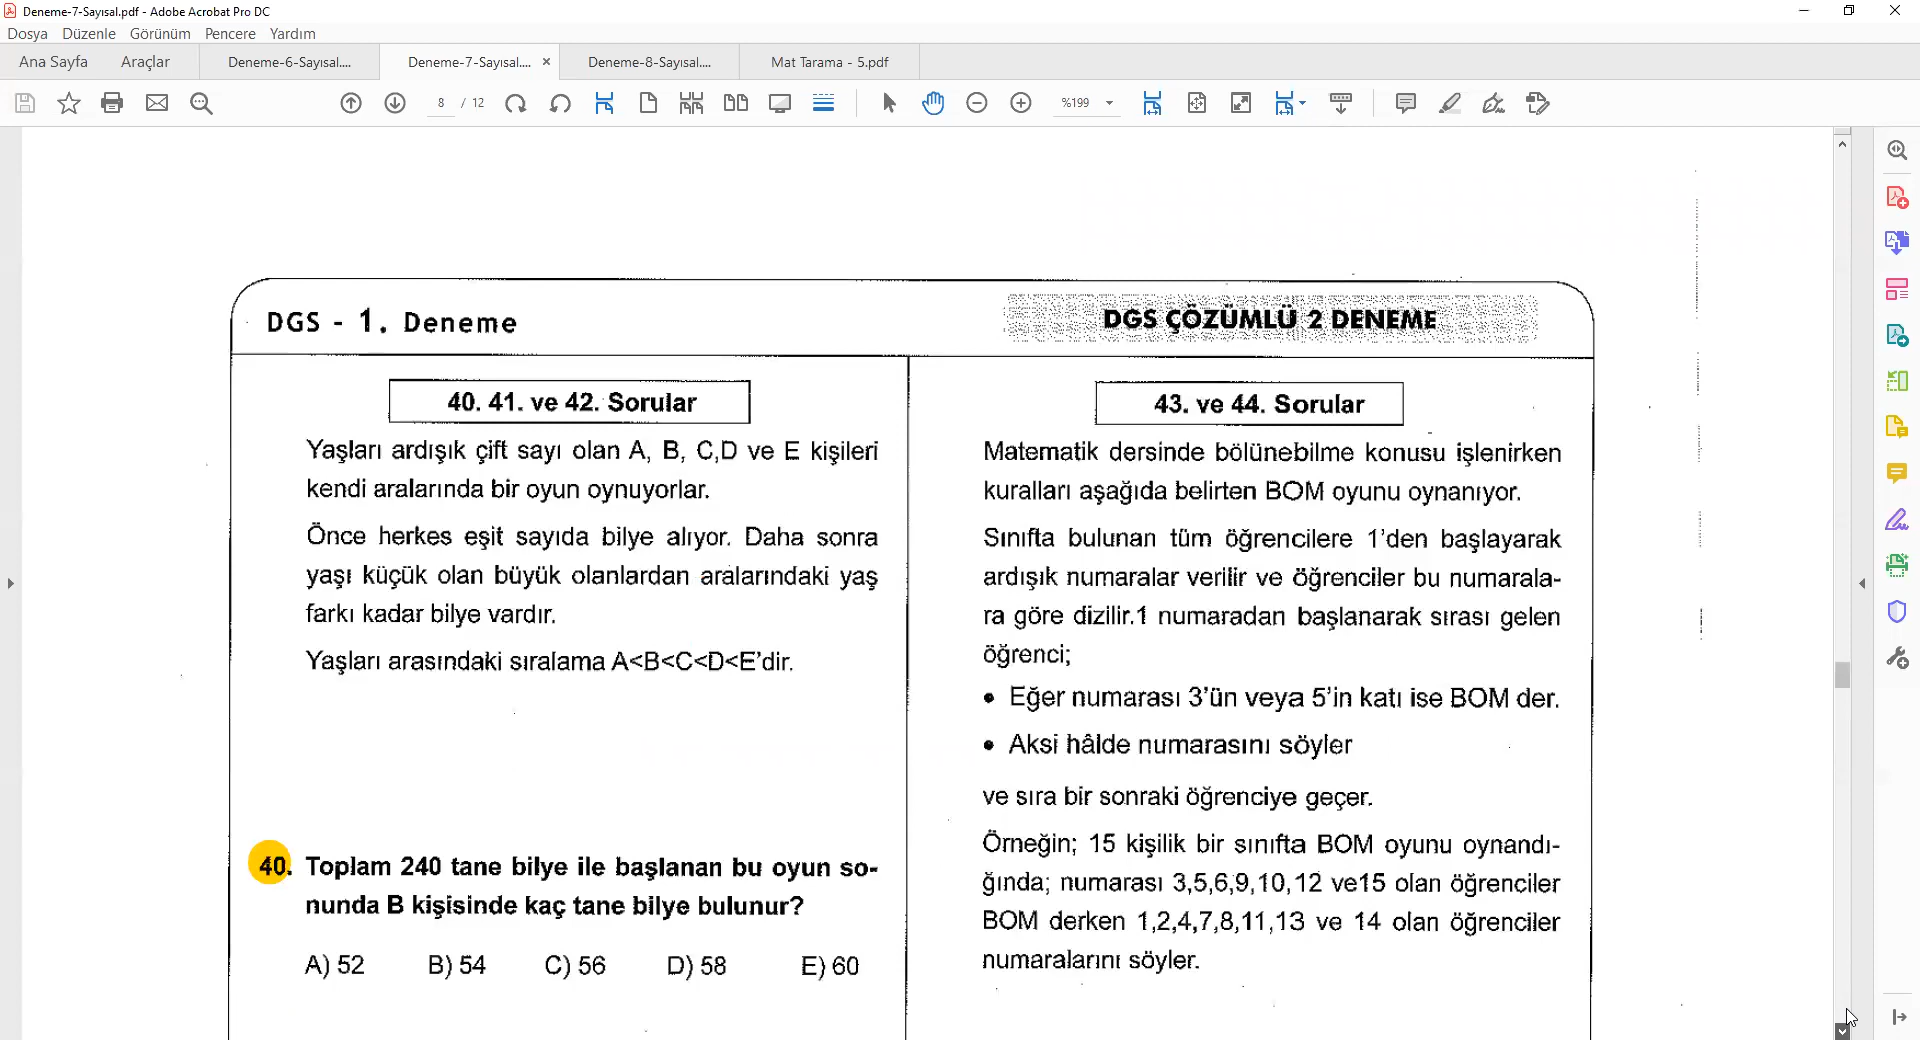 Deneme-7-Sayısal.pdf - Adobe Acrobat Pro DC
Dosya Düzenle Görünüm Pencere Yardım
Ana Sayfa Araçlar Deneme-6-Sayısal.... Deneme-7-Sayısal.... × Deneme-8-Sayısal.... Mat Tarama - 5.pdf
8 / 12 %199
DGS - 1. Deneme
DGS ÇÖZÜMLÜ 2 DENEME
40. 41. ve 42. Sorular
Yaşları ardışık çift sayı olan A, B, C,D ve E kişileri
kendi aralarında bir oyun oynuyorlar.
Önce herkes eşit sayıda bilye alıyor. Daha sonra
yaşı küçük olan büyük olanlardan aralarındaki yaş
farkı kadar bilye vardır.
Yaşları arasındaki sıralama A<B<C<D<E'dir.
40. Toplam 240 tane bilye ile başlanan bu oyun so-
nunda B kişisinde kaç tane bilye bulunur?
A) 52 B) 54 C) 56 D) 58 E) 60
43. ve 44. Sorular
Matematik dersinde bölünebilme konusu işlenirken
kuralları aşağıda belirten BOM oyunu oynanıyor.
Sınıfta bulunan tüm öğrencilere 1'den başlayarak
ardışık numaralar verilir ve öğrenciler bu numarala-
ra göre dizilir.1 numaradan başlanarak sırası gelen
öğrenci;
• Eğer numarası 3'ün veya 5'in katı ise BOM der.
• Aksi hâlde numarasını söyler
ve sıra bir sonraki öğrenciye geçer.
Örneğin; 15 kişilik bir sınıfta BOM oyunu oynandı-
ğında; numarası 3,5,6,9,10,12 ve15 olan öğrenciler
BOM derken 1,2,4,7,8,11,13 ve 14 olan öğrenciler
numaralarını söyler.